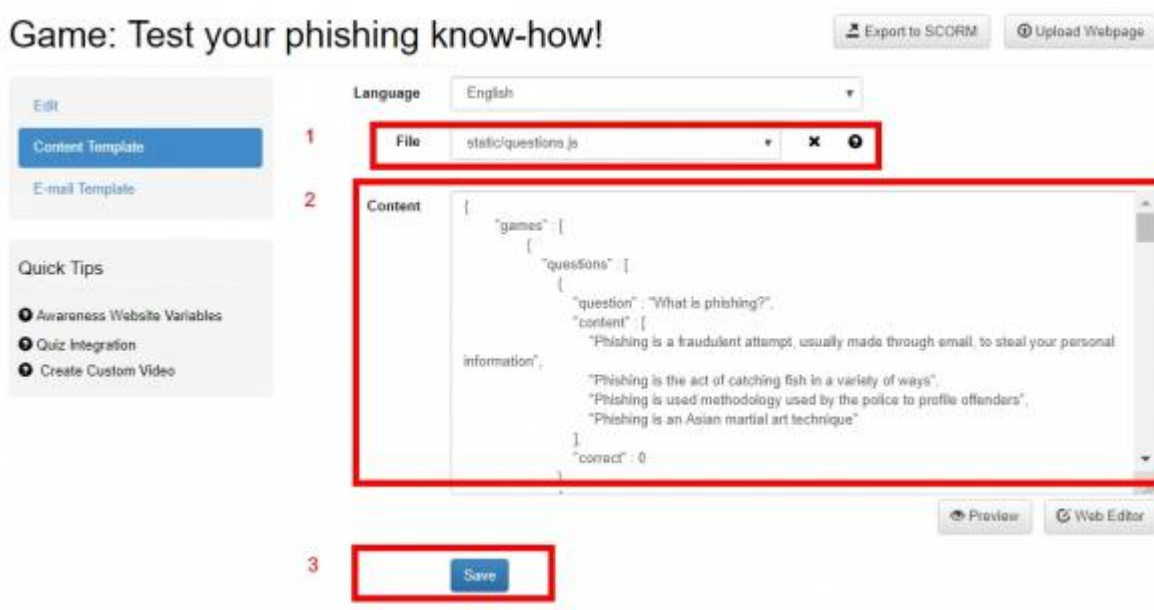 Game: Test your phishing know-how!
Export to SCORM
Upload Webpage
Edit
Content Template
E-mail Template
Quick Tips
Awareness Website Variables
Quiz Integration
Create Custom Video
Language English
1 File static/questions.js
2 Content
{
"games" : [
{
"questions" : [
{
"question" : "What is phishing?",
"content" : [
"Phishing is a fraudulent attempt, usually made through email, to steal your personal
information",
"Phishing is the act of catching fish in a variety of ways",
"Phishing is used methodology used by the police to profile offenders",
"Phishing is an Asian martial art technique"
],
"correct" : 0
Preview
Web Editor
3 Save